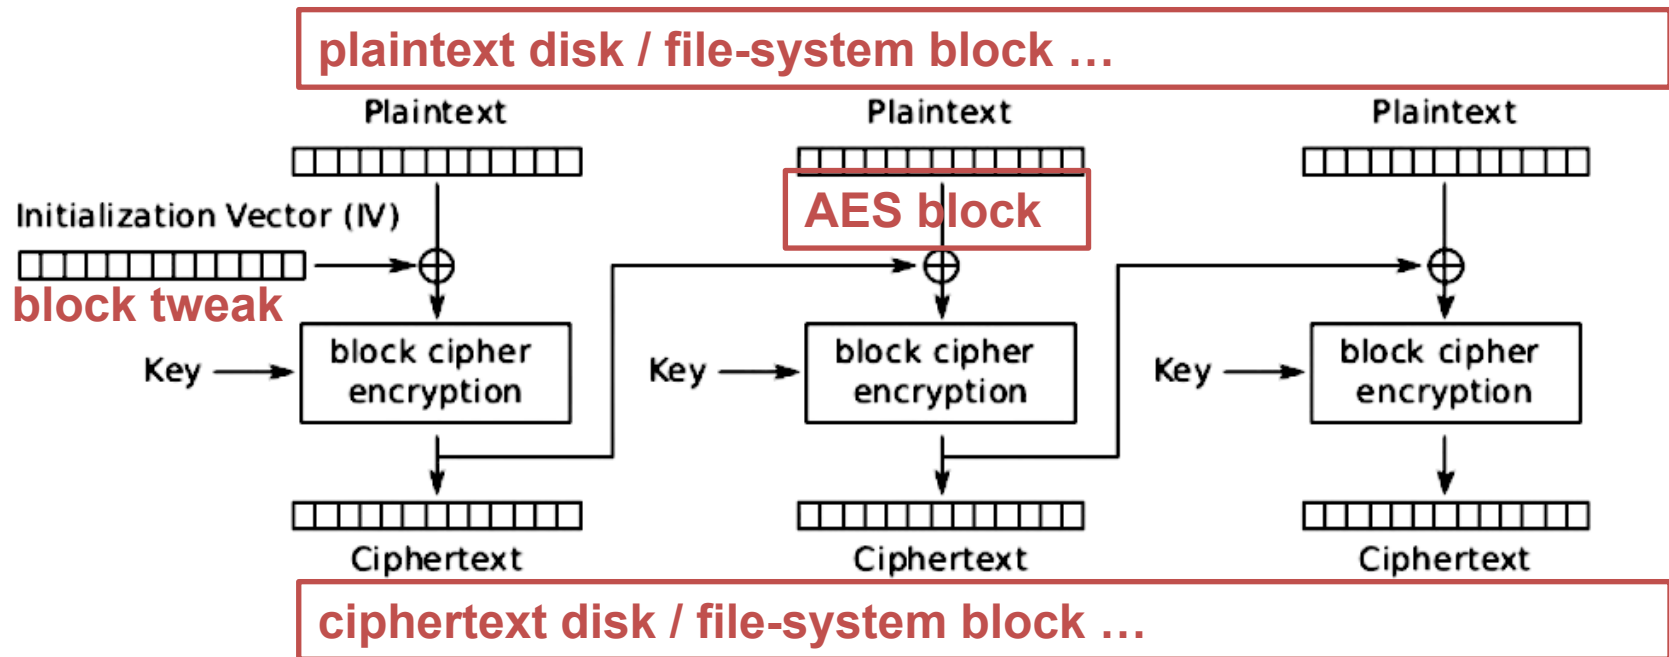 plaintext disk / file-system block …
Plaintext Plaintext Plaintext
AES block
Initialization Vector (IV)
block tweak
Key block cipher encryption Key block cipher encryption Key block cipher encryption
Ciphertext Ciphertext Ciphertext
ciphertext disk / file-system block …